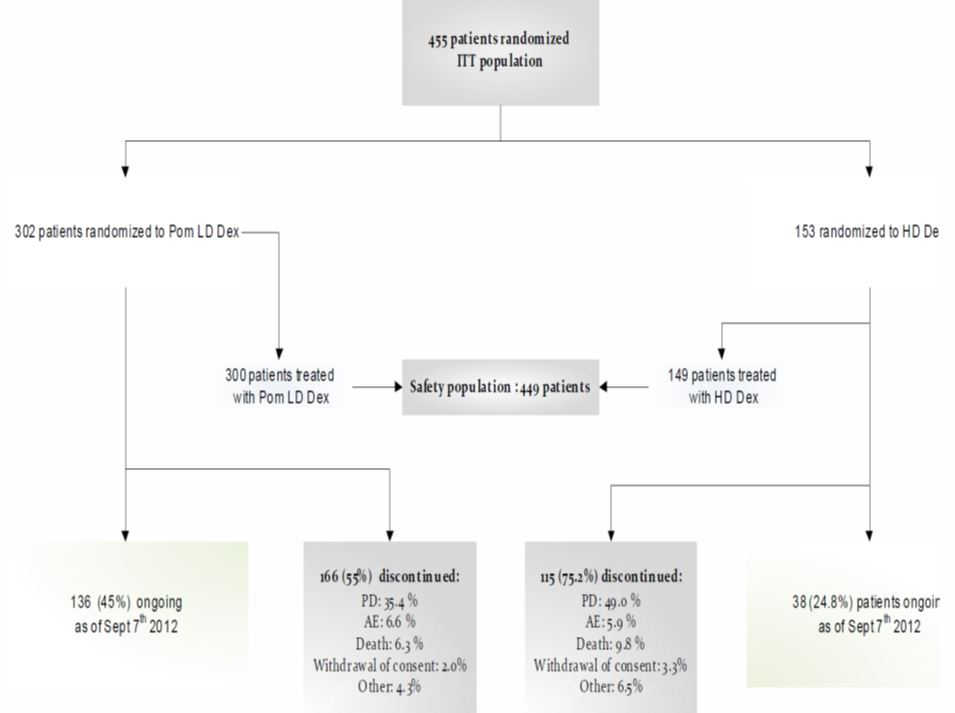 455 patients randomized
ITT population
302 patients randomized to Pom LD Dex
153 randomized to HD De
300 patients treated
with Pom LD Dex
Safety population : 449 patients
149 patients treated
with HD Dex
136 (45%) ongoing
as of Sept 7th 2012
166 (55%) discontinued:
PD: 35.4 %
AE: 6.6 %
Death: 6.3 %
Withdrawal of consent: 2.0%
Other: 4.3%
115 (75.2%) discontinued:
PD: 49.0 %
AE: 5.9 %
Death: 9.8 %
Withdrawal of consent: 3.3%
Other: 6.5%
38 (24.8%) patients ongoin
as of Sept 7th 2012